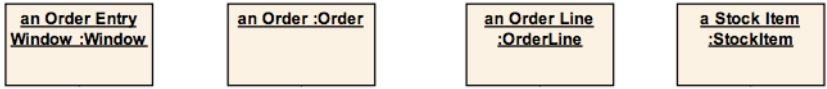 an Order Entry
Window :Window
an Order :Order
an Order Line
:OrderLine
a Stock Item
:StockItem